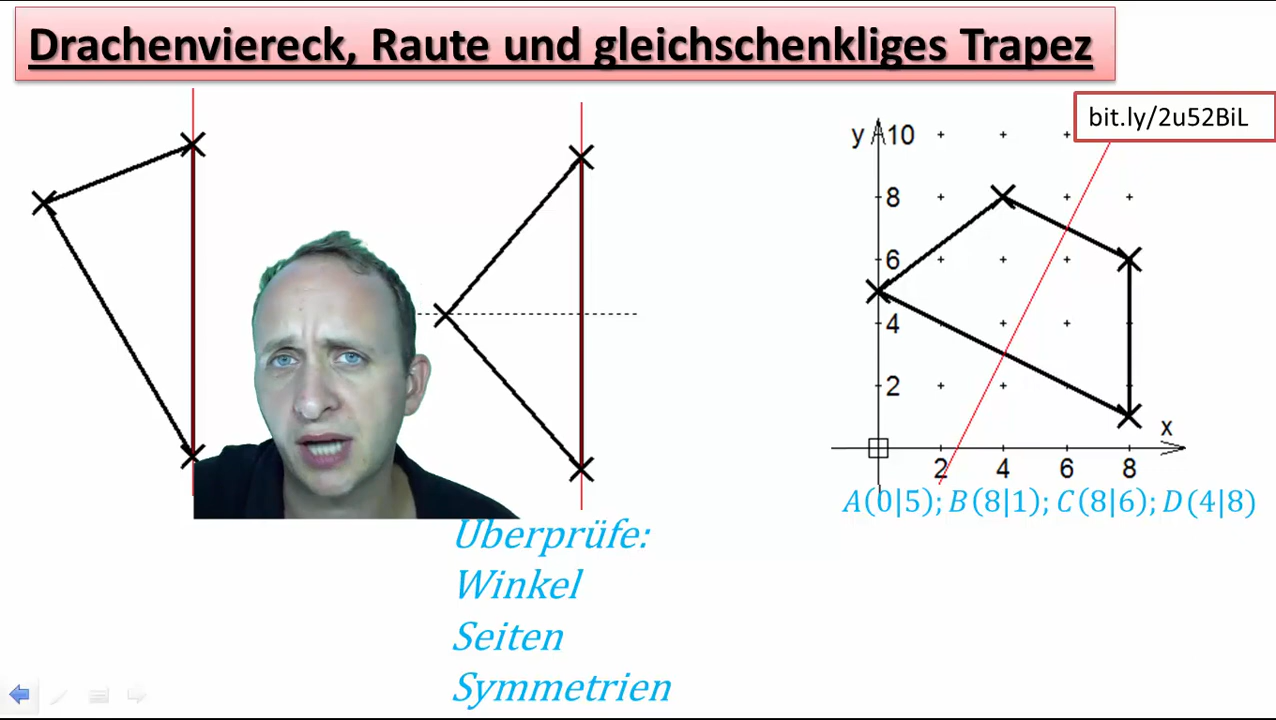 Drachenviereck, Raute und gleichschenkliges Trapez
bit.ly/2u52BiL
y
10
8
6
4
2
x
2 4 6 8
A(0|5); B(8|1); C(8|6); D(4|8)
Überprüfe:
Winkel
Seiten
Symmetrien